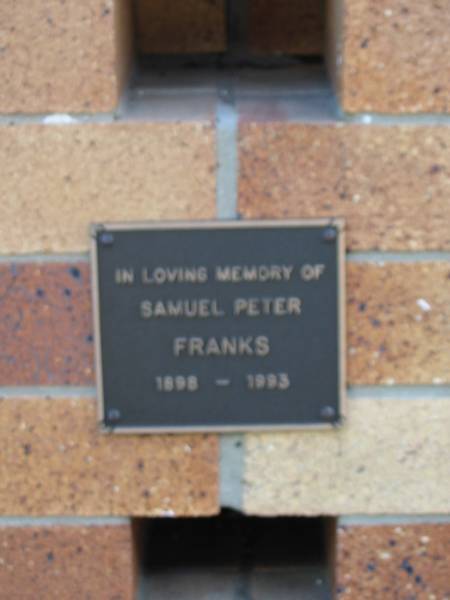 IN LOVING MEMORY OF
SAMUEL PETER
FRANKS
1898 - 1993